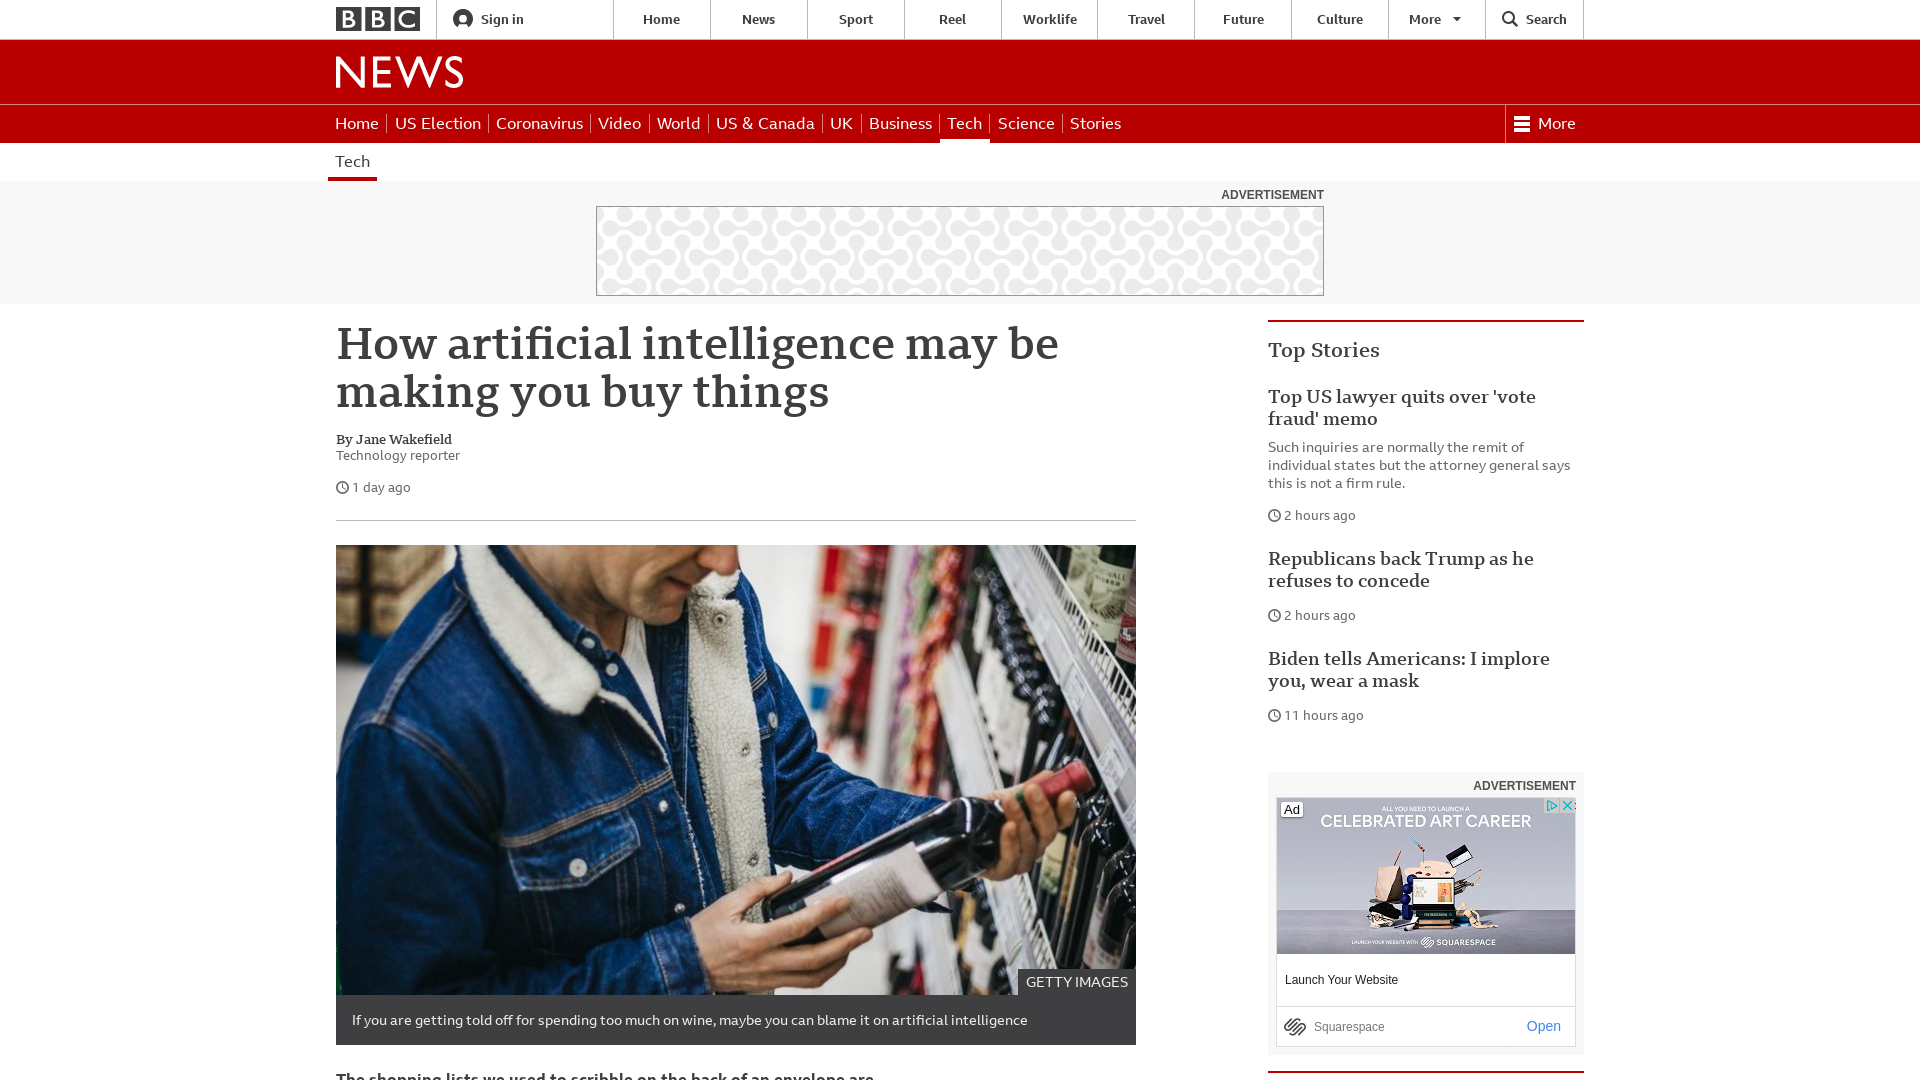 BBC
Sign in
Home
News
Sport
Reel
Worklife
Travel
Future
Culture
More
Search
NEWS
Home
US Election
Coronavirus
Video
World
US & Canada
UK
Business
Tech
Science
Stories
More
Tech
ADVERTISEMENT
How artificial intelligence may be
making you buy things
By Jane Wakefield
Technology reporter
1 day ago
GETTY IMAGES
If you are getting told off for spending too much on wine, maybe you can blame it on artificial intelligence
The shopping lists we used to scribble on the back of an envelope are
Top Stories
Top US lawyer quits over 'vote
fraud' memo
Such inquiries are normally the remit of
individual states but the attorney general says
this is not a firm rule.
2 hours ago
Republicans back Trump as he
refuses to concede
2 hours ago
Biden tells Americans: I implore
you, wear a mask
11 hours ago
ADVERTISEMENT
Ad
ALL YOU NEED TO LAUNCH A
CELEBRATED ART CAREER
LAUNCH YOUR WEBSITE WITH SQUARESPACE
Launch Your Website
Squarespace
Open